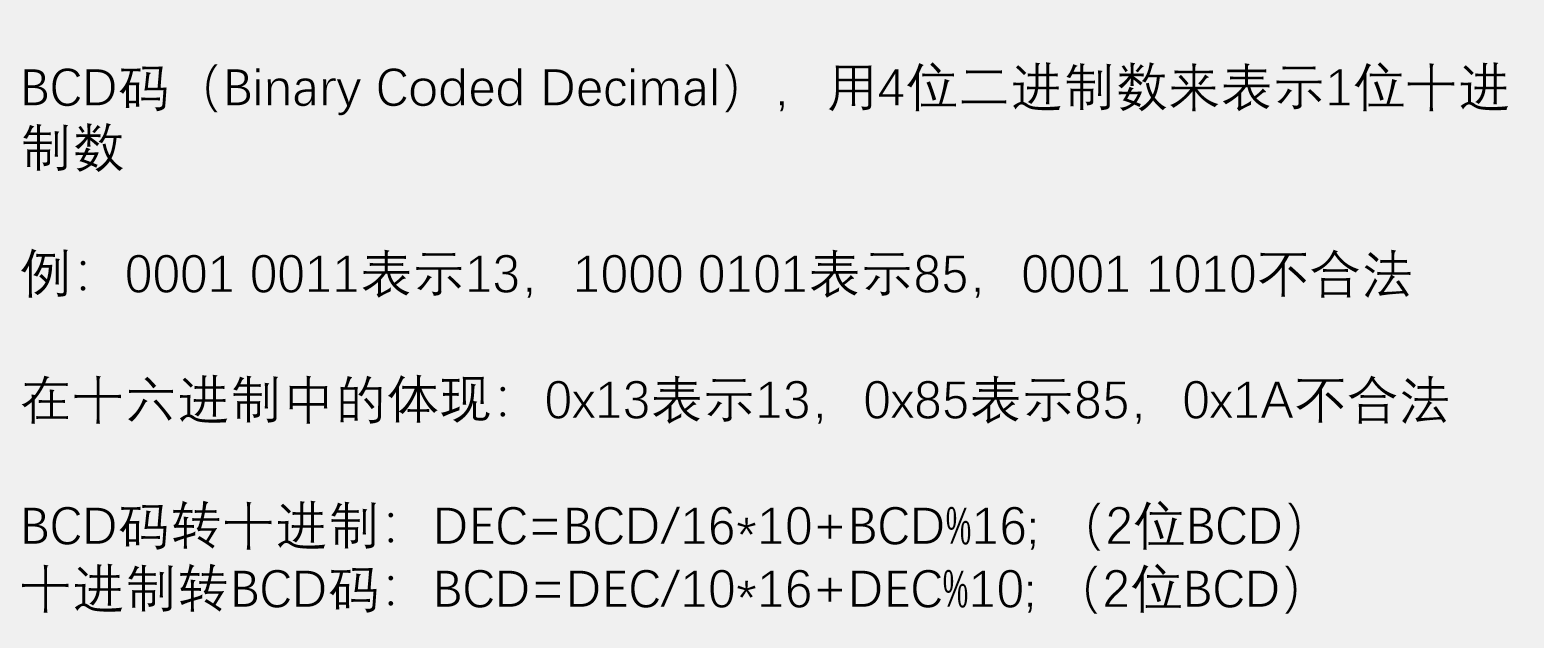 BCD码（Binary Coded Decimal），用4位二进制数来表示1位十进
制数
例：0001 0011表示13，1000 0101表示85，0001 1010不合法
在十六进制中的体现：0x13表示13，0x85表示85，0x1A不合法
BCD码转十进制：DEC=BCD/16*10+BCD%16; （2位BCD）
十进制转BCD码：BCD=DEC/10*16+DEC%10; （2位BCD）